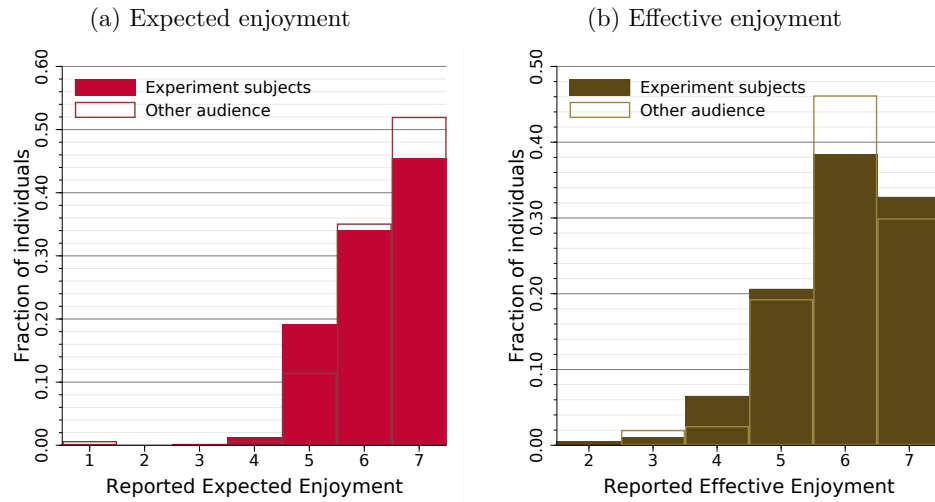 (a) Expected enjoyment
0.60
0.50
0.40
0.30
0.20
0.10
0.00
Fraction of individuals
Experiment subjects
Other audience
1 2 3 4 5 6 7
Reported Expected Enjoyment
(b) Effective enjoyment
0.50
0.40
0.30
0.20
0.10
0.00
Fraction of individuals
Experiment subjects
Other audience
2 3 4 5 6 7
Reported Effective Enjoyment